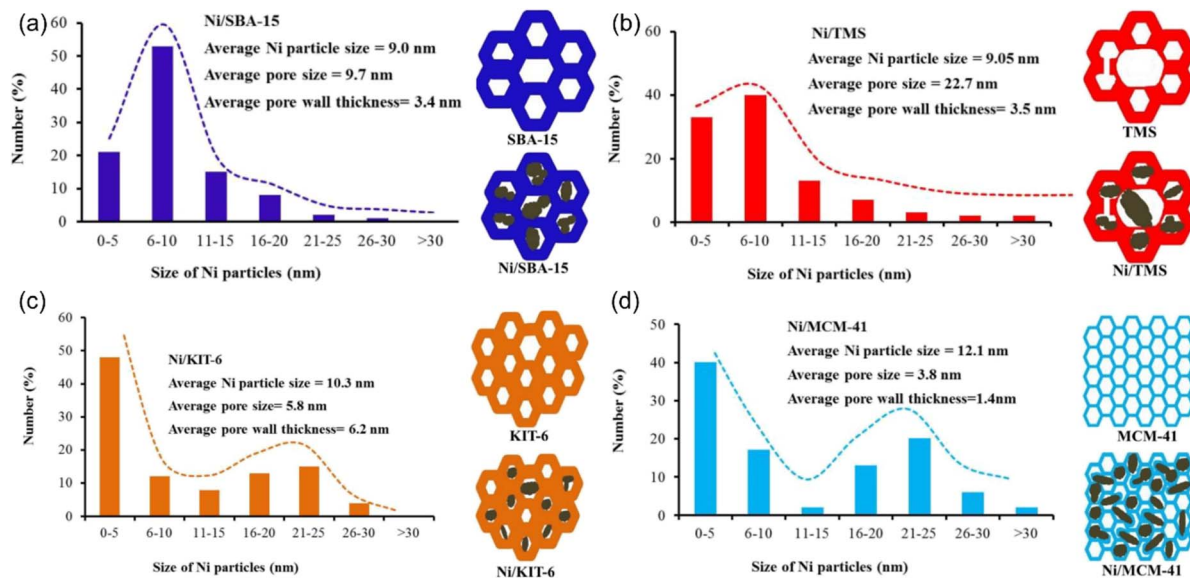 (a)
Ni/SBA-15
Average Ni particle size = 9.0 nm
Average pore size = 9.7 nm
Average pore wall thickness= 3.4 nm
Number (%)
60
50
40
30
20
10
0
0-5 6-10 11-15 16-20 21-25 26-30 >30
Size of Ni particles (nm)
SBA-15
Ni/SBA-15
(b)
Ni/TMS
Average Ni particle size = 9.05 nm
Average pore size = 22.7 nm
Average pore wall thickness= 3.5 nm
Number (%)
60
40
20
0
0-5 6-10 11-15 16-20 21-25 26-30 >30
Size of Ni particles (nm)
TMS
Ni/TMS
(c)
Ni/KIT-6
Average Ni particle size = 10.3 nm
Average pore size= 5.8 nm
Average pore wall thickness= 6.2 nm
Number (%)
60
50
40
30
20
10
0
0-5 6-10 11-15 16-20 21-25 26-30 >30
Size of Ni particles (nm)
KIT-6
Ni/KIT-6
(d)
Ni/MCM-41
Average Ni particle size = 12.1 nm
Average pore size = 3.8 nm
Average pore wall thickness=1.4nm
Number (%)
50
40
30
20
10
0
0-5 6-10 11-15 16-20 21-25 26-30 >30
Size of Ni particles (nm)
MCM-41
Ni/MCM-41